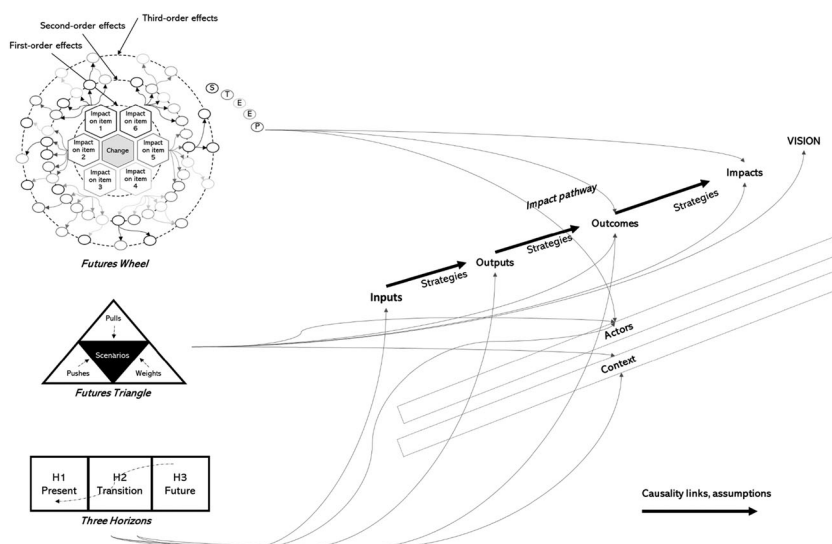 Third-order effects
Second-order effects
First-order effects
S
T
E
E
P
Impact
on item
1
Impact
on item
6
Impact
on item
2
Change
Impact
on item
5
Impact
on item
3
Impact
on item
4
Futures Wheel
VISION
Impacts
Impact pathway
Strategies
Outcomes
Strategies
Outputs
Strategies
Inputs
Actors
Context
Pulls
Scenarios
Pushes
Weights
Futures Triangle
H1
Present
H2
Transition
H3
Future
Three Horizons
Causality links, assumptions